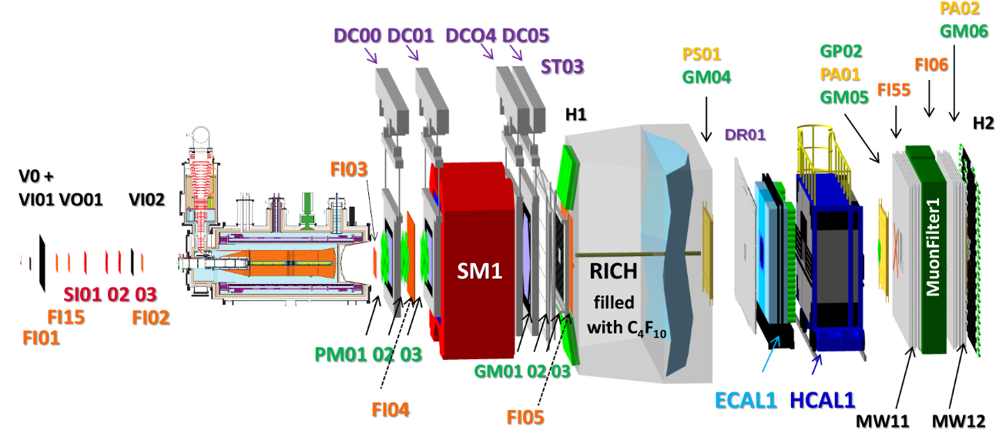 PA02
GM06
DC00 DC01 DCO4 DC05
ST03
PS01
GM04
GP02
PA01
GM05
FI55
FI06
H1
DR01
H2
V0 +
VI01 VO01 VI02
FI03
SM1
RICH
filled
with C₄F₁₀
MuonFilter1
SI01 02 03
FI15
FI02
FI01
PM01 02 03
GM01 02 03
FI04
FI05
ECAL1 HCAL1
MW11 MW12